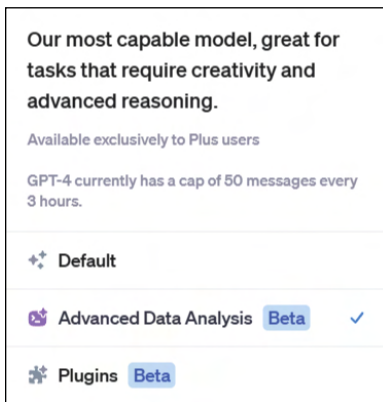 Our most capable model, great for
tasks that require creativity and
advanced reasoning.
Available exclusively to Plus users
GPT-4 currently has a cap of 50 messages every
3 hours.
Default
Advanced Data Analysis Beta
Plugins Beta